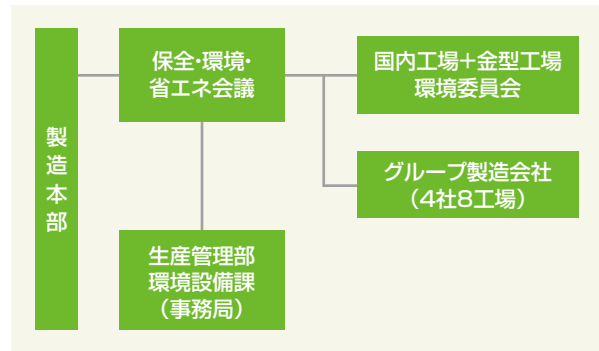 製造本部
保全・環境・
省エネ会議
国内工場+金型工場
環境委員会
グループ製造会社
（4社8工場）
生産管理部
環境設備課
（事務局）